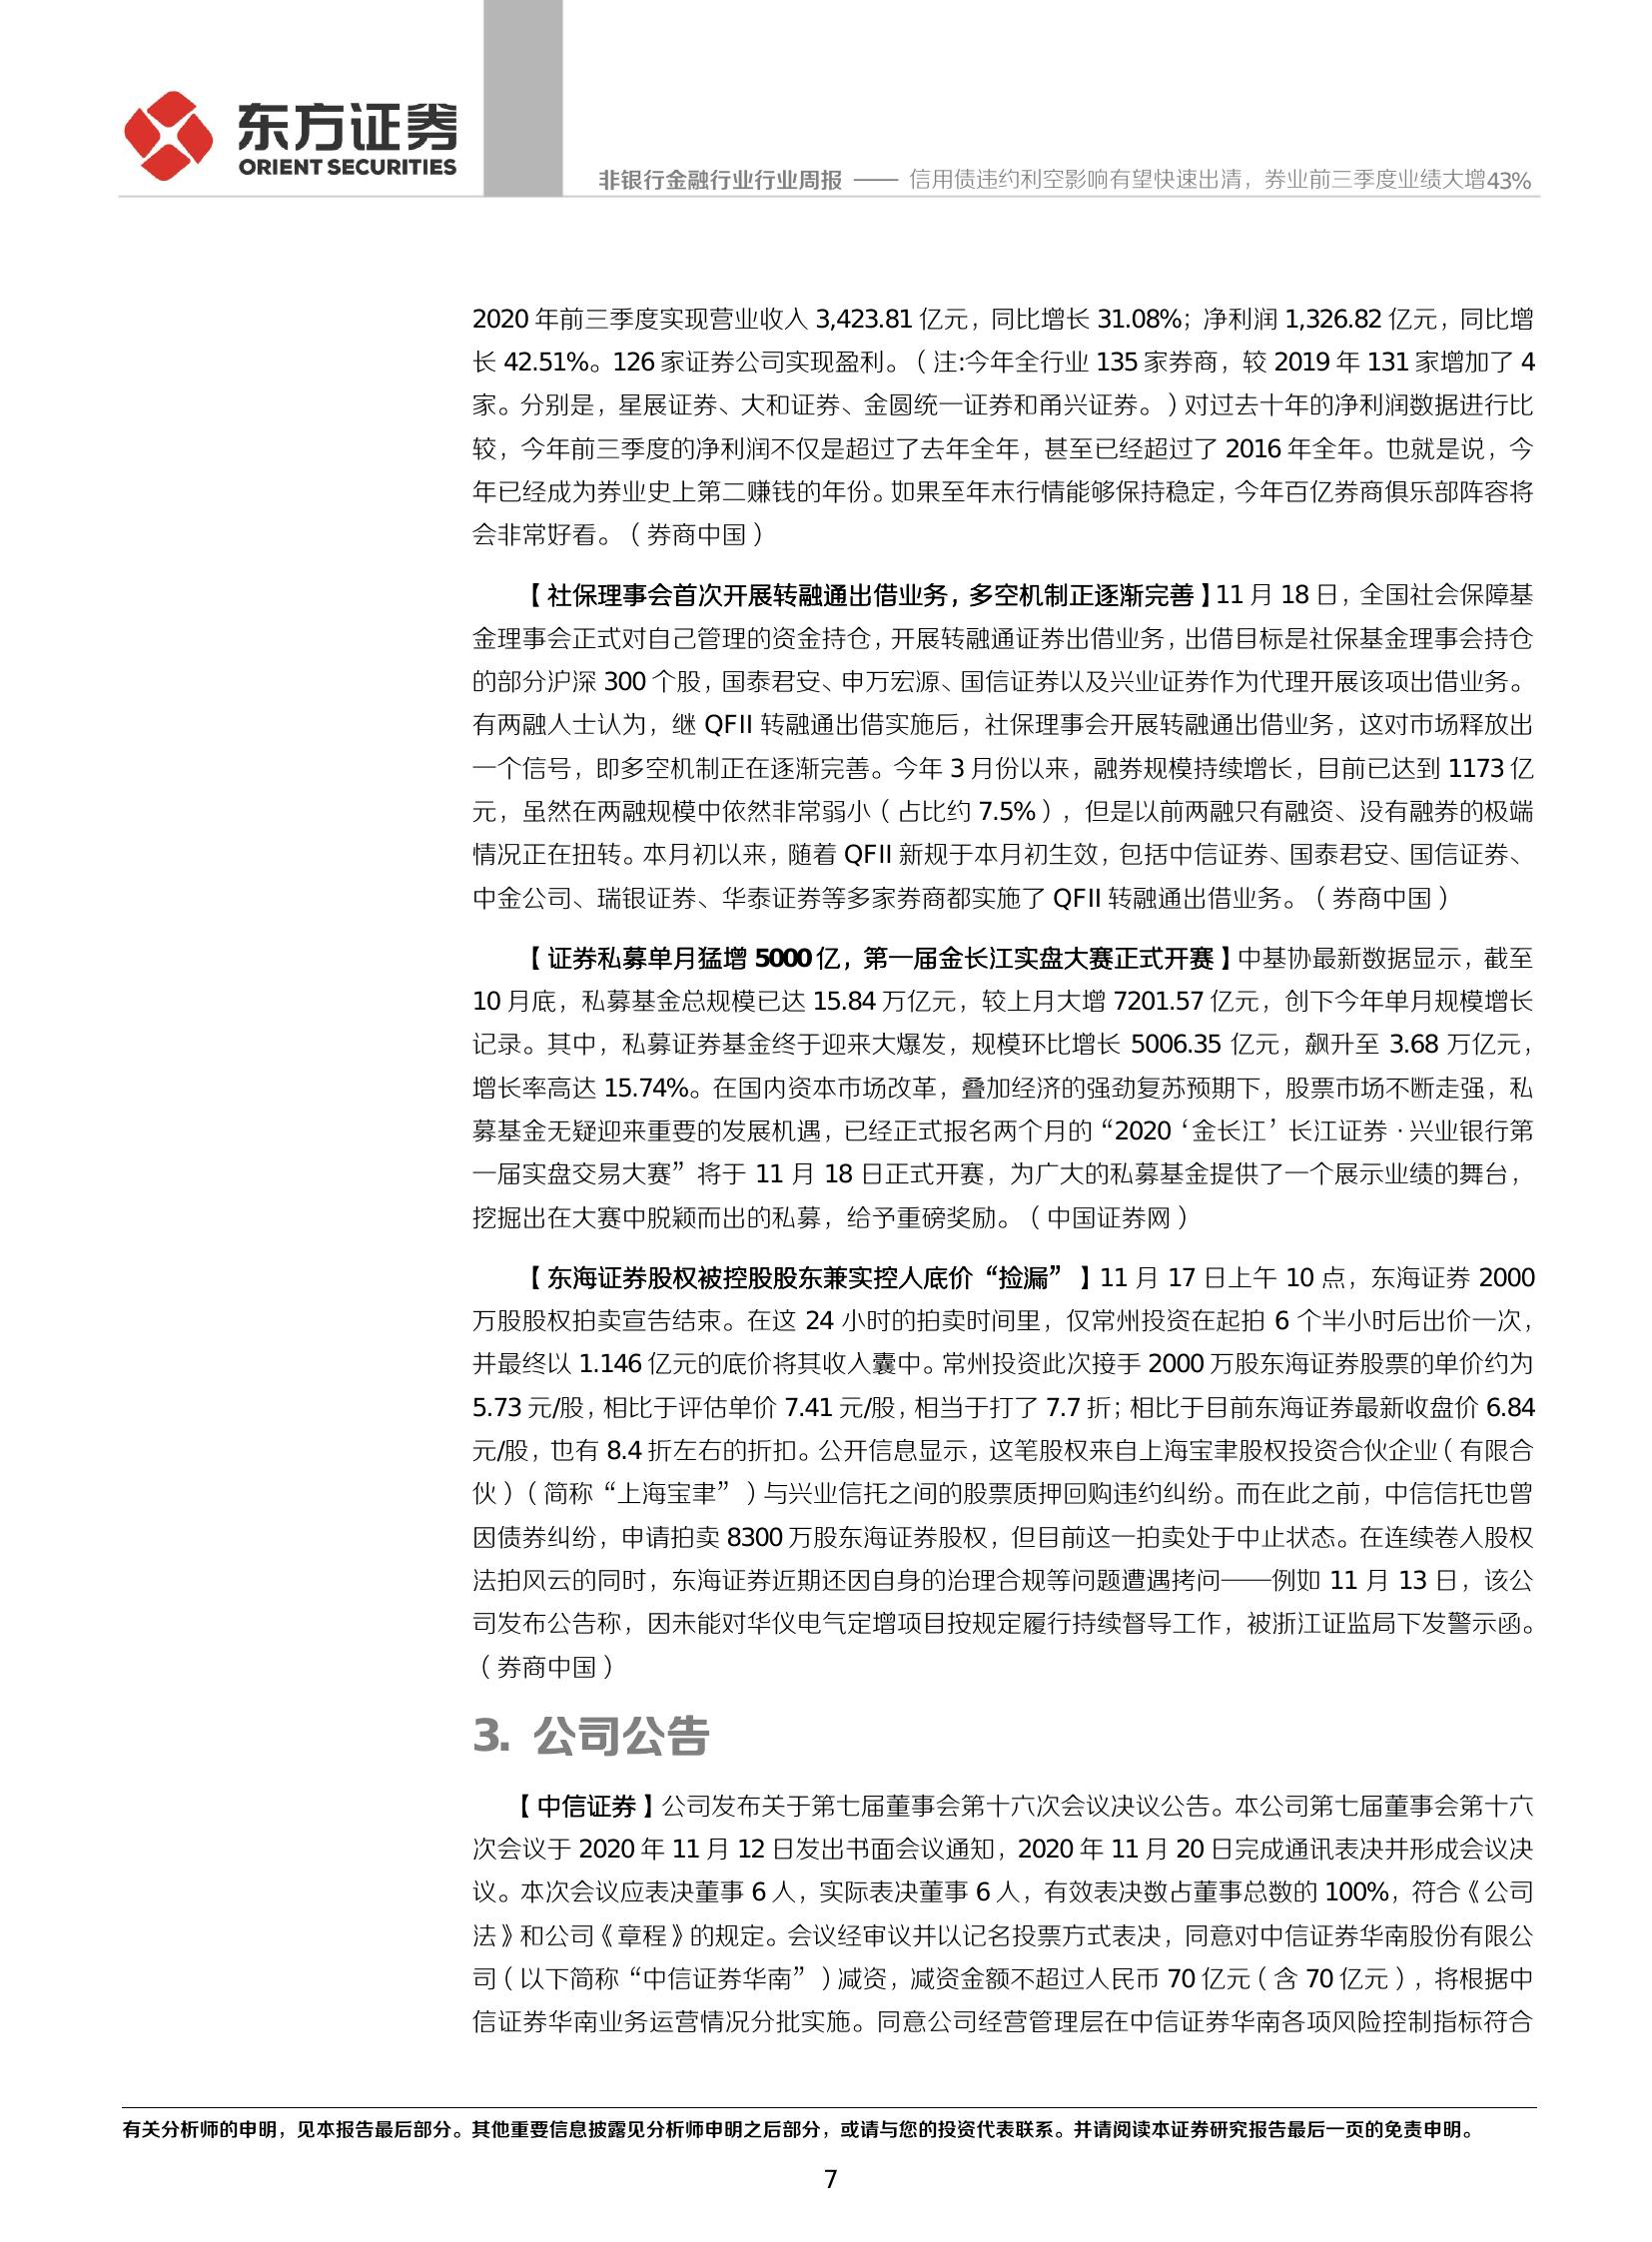 东方证券
ORIENT SECURITIES
非银行金融行业行业周报 —— 信用债违约利空影响有望快速出清，券业前三季度业绩大增43%
2020 年前三季度实现营业收入 3,423.81 亿元，同比增长 31.08%；净利润 1,326.82 亿元，同比增
长 42.51%。126 家证券公司实现盈利。（注:今年全行业 135 家券商，较 2019 年 131 家增加了 4
家。分别是，星展证券、大和证券、金圆统一证券和甬兴证券。）对过去十年的净利润数据进行比
较，今年前三季度的净利润不仅是超过了去年全年，甚至已经超过了 2016 年全年。也就是说，今
年已经成为券业史上第二赚钱的年份。如果至年末行情能够保持稳定，今年百亿券商俱乐部阵容将
会非常好看。（券商中国）
【社保理事会首次开展转融通出借业务，多空机制正逐渐完善】11 月 18 日，全国社会保障基
金理事会正式对自己管理的资金持仓，开展转融通证券出借业务，出借目标是社保基金理事会持仓
的部分沪深 300 个股，国泰君安、申万宏源、国信证券以及兴业证券作为代理开展该项出借业务。
有两融人士认为，继 QFII 转融通出借实施后，社保理事会开展转融通出借业务，这对市场释放出
一个信号，即多空机制正在逐渐完善。今年 3 月份以来，融券规模持续增长，目前已达到 1173 亿
元，虽然在两融规模中依然非常弱小（占比约 7.5%），但是以前两融只有融资、没有融券的极端
情况正在扭转。本月初以来，随着 QFII 新规于本月初生效，包括中信证券、国泰君安、国信证券、
中金公司、瑞银证券、华泰证券等多家券商都实施了 QFII 转融通出借业务。（券商中国）
【证券私募单月猛增 5000 亿，第一届金长江实盘大赛正式开赛】中基协最新数据显示，截至
10 月底，私募基金总规模已达 15.84 万亿元，较上月大增 7201.57 亿元，创下今年单月规模增长
记录。其中，私募证券基金终于迎来大爆发，规模环比增长 5006.35 亿元，飙升至 3.68 万亿元，
增长率高达 15.74%。在国内资本市场改革，叠加经济的强劲复苏预期下，股票市场不断走强，私
募基金无疑迎来重要的发展机遇，已经正式报名两个月的“2020‘金长江’长江证券·兴业银行第
一届实盘交易大赛”将于 11 月 18 日正式开赛，为广大的私募基金提供了一个展示业绩的舞台，
挖掘出在大赛中脱颖而出的私募，给予重磅奖励。（中国证券网）
【东海证券股权被控股股东兼实控人底价“捡漏”】11 月 17 日上午 10 点，东海证券 2000
万股股权拍卖宣告结束。在这 24 小时的拍卖时间里，仅常州投资在起拍 6 个半小时后出价一次，
并最终以 1.146 亿元的底价将其收入囊中。常州投资此次接手 2000 万股东海证券股票的单价约为
5.73 元/股，相比于评估单价 7.41 元/股，相当于打了 7.7 折；相比于目前东海证券最新收盘价 6.84
元/股，也有 8.4 折左右的折扣。公开信息显示，这笔股权来自上海宝聿股权投资合伙企业（有限合
伙）（简称“上海宝聿”）与兴业信托之间的股票质押回购违约纠纷。而在此之前，中信信托也曾
因债券纠纷，申请拍卖 8300 万股东海证券股权，但目前这一拍卖处于中止状态。在连续卷入股权
法拍风云的同时，东海证券近期还因自身的治理合规等问题遭遇拷问——例如 11 月 13 日，该公
司发布公告称，因未能对华仪电气定增项目按规定履行持续督导工作，被浙江证监局下发警示函。
（券商中国）
3. 公司公告
【中信证券】公司发布关于第七届董事会第十六次会议决议公告。本公司第七届董事会第十六
次会议于 2020 年 11 月 12 日发出书面会议通知，2020 年 11 月 20 日完成通讯表决并形成会议决
议。本次会议应表决董事 6 人，实际表决董事 6 人，有效表决数占董事总数的 100%，符合《公司
法》和公司《章程》的规定。会议经审议并以记名投票方式表决，同意对中信证券华南股份有限公
司（以下简称“中信证券华南”）减资，减资金额不超过人民币 70 亿元（含 70 亿元），将根据中
信证券华南业务运营情况分批实施。同意公司经营管理层在中信证券华南各项风险控制指标符合
有关分析师的申明，见本报告最后部分。其他重要信息披露见分析师申明之后部分，或请与您的投资代表联系。并请阅读本证券研究报告最后一页的免责申明。
7